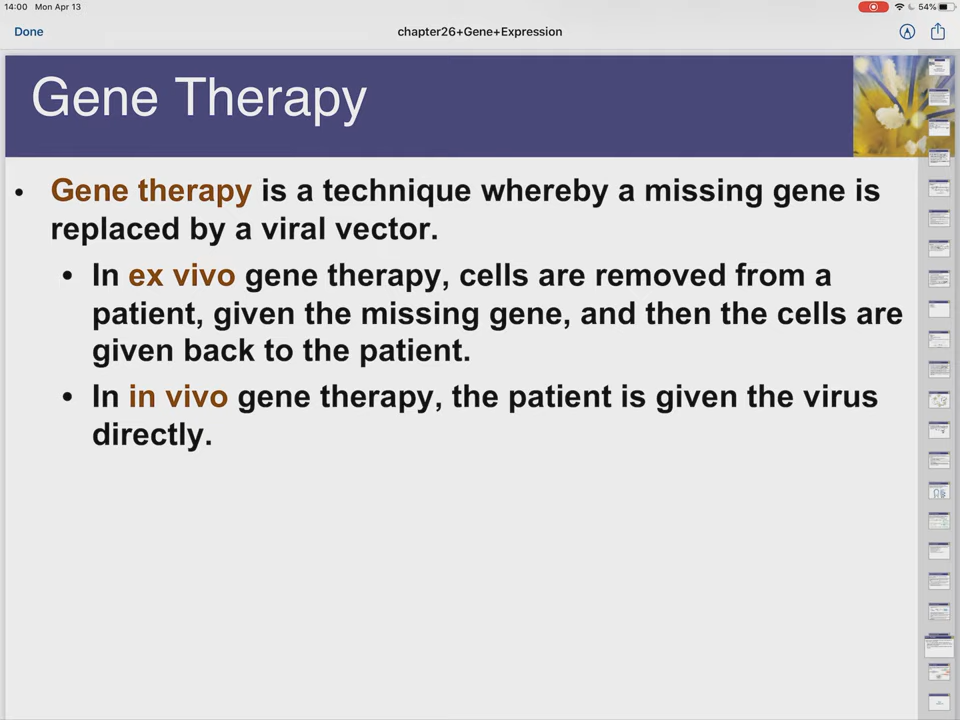 14:00 Mon Apr 13
54%
Done
chapter26+Gene+Expression
Gene Therapy
• Gene therapy is a technique whereby a missing gene is
replaced by a viral vector.
• In ex vivo gene therapy, cells are removed from a
patient, given the missing gene, and then the cells are
given back to the patient.
• In in vivo gene therapy, the patient is given the virus
directly.